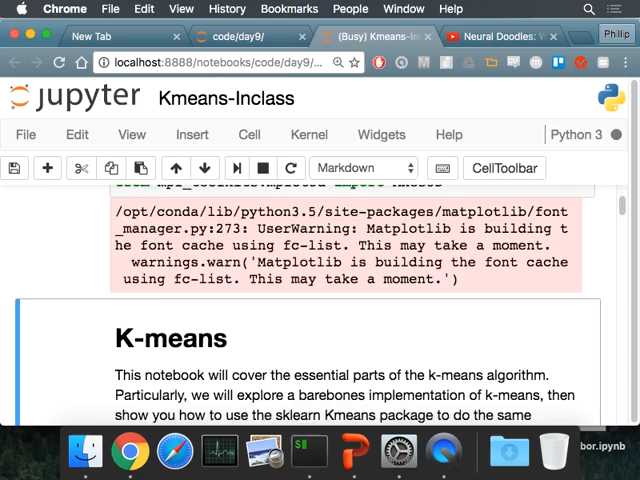 Chrome File Edit View History Bookmarks People Window Help
New Tab
code/day9/
(Busy) Kmeans-In
Neural Doodles: W
Phillip
localhost:8888/notebooks/code/day9/...
jupyter Kmeans-Inclass
File Edit View Insert Cell Kernel Widgets Help Python 3
Markdown
CellToolbar
/opt/conda/lib/python3.5/site-packages/matplotlib/font
_manager.py:273: UserWarning: Matplotlib is building t
he font cache using fc-list. This may take a moment.
warnings.warn('Matplotlib is building the font cache
using fc-list. This may take a moment.')
K-means
This notebook will cover the essential parts of the k-means algorithm.
Particularly, we will explore a barebones implementation of k-means, then
show you how to use the sklearn Kmeans package to do the same
bor.ipynb